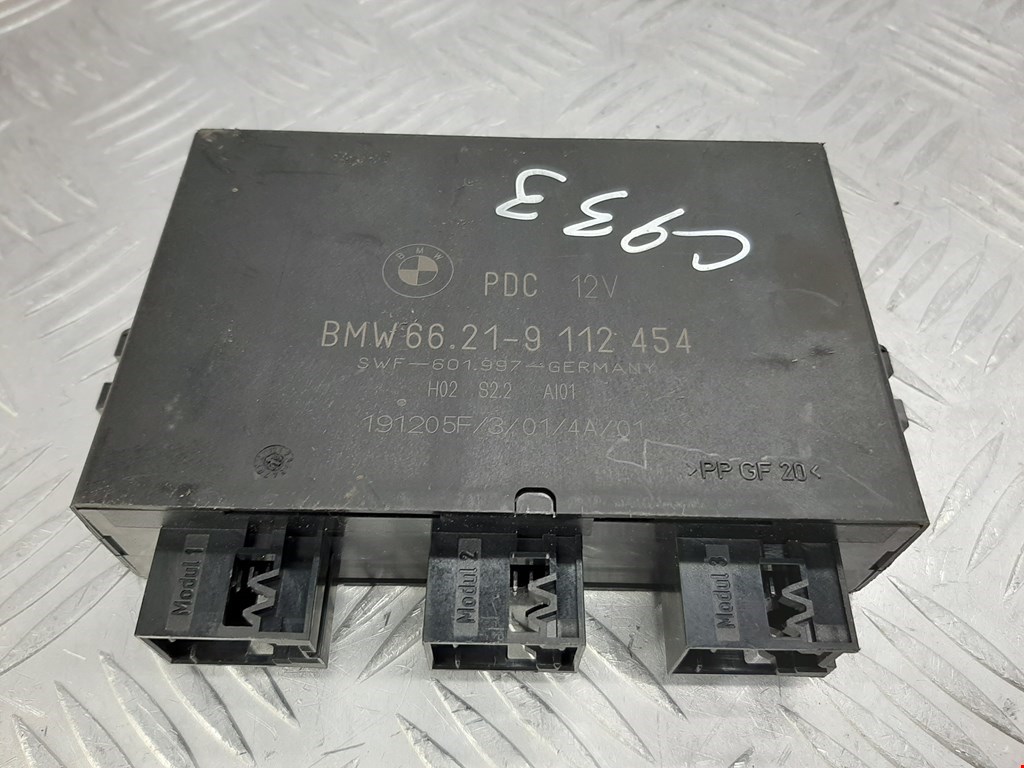 C933
BMW
PDC 12V
BMW 66.21-9 112 454
SWF-601.997-GERMANY
H02 S2.2 AI01
191205F/3/01/4A/01
>PP GF 20<
Modul 1
Modul 2
Modul 3